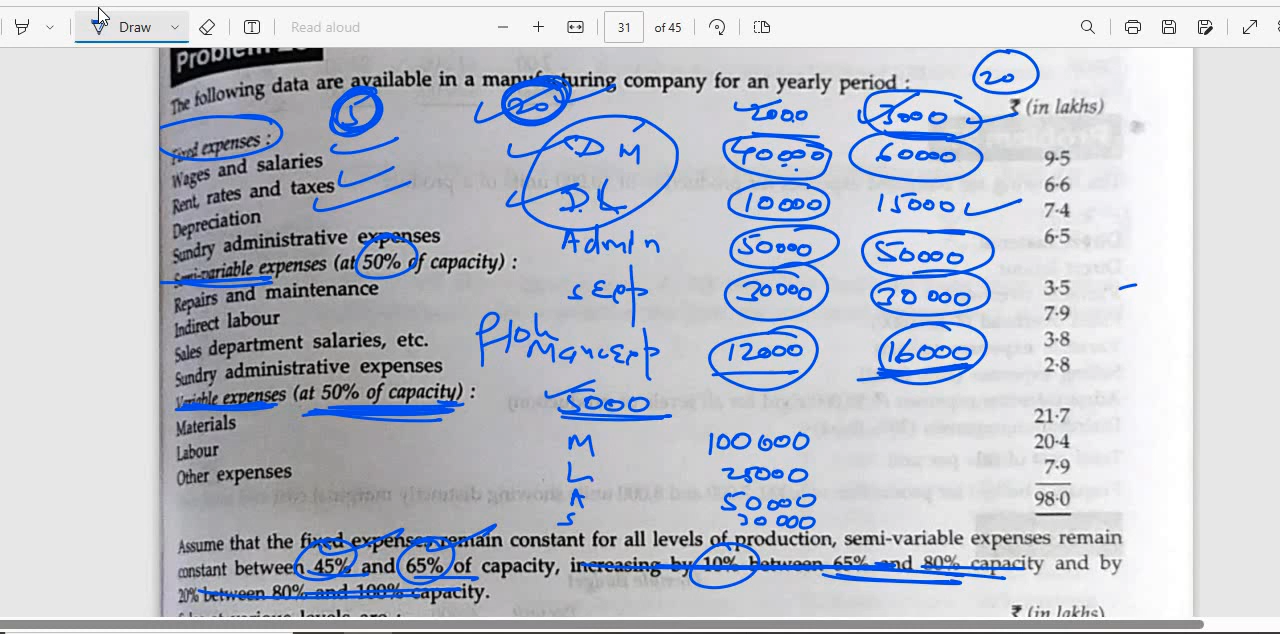 Draw
Read aloud
31
of 45
Problem
The following data are available in a manufacturing company for an yearly period :
20
₹ (in lakhs)
5
20
2000
3000
Fixed expenses :
Wages and salaries
9·5
DM
40000
60000
Rent, rates and taxes
6·6
DL
10000
15000
Depreciation
7·4
Sundry administrative expenses
6·5
Admin
50000
50000
Semi-variable expenses (at 50% of capacity) :
Repairs and maintenance
3·5
S Exp
30000
30000
Indirect labour
7·9
Sales department salaries, etc.
3·8
12000
16000
Sundry administrative expenses
2·8
Variable expenses (at 50% of capacity) :
5000
Materials
21·7
M
100000
Labour
20·4
L
25000
Other expenses
7·9
A
50000
98·0
S
30000
Assume that the fixed expenses remain constant for all levels of production, semi-variable expenses remain
constant between 45% and 65% of capacity, increasing by 10% between 65% and 80% capacity and by
20% between 80% and 100% capacity.
₹ (in lakhs)